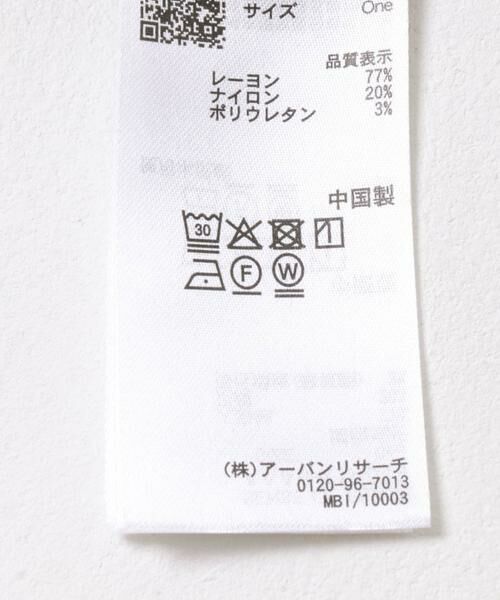 サイズ One
品質表示
レーヨン 77%
ナイロン 20%
ポリウレタン 3%
中国製
30
F W
(株)アーバンリサーチ
0120-96-7013
MBI/10003